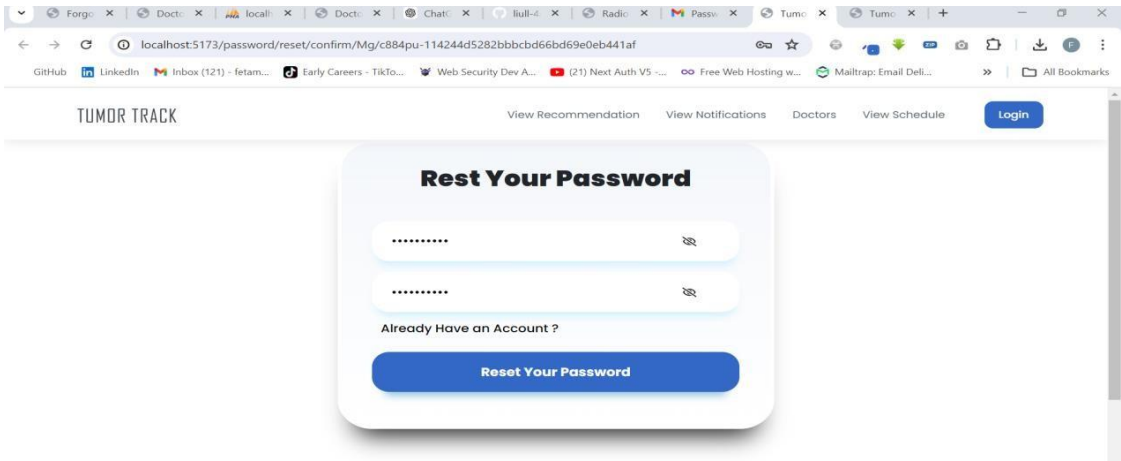 Forgo Docto localh Docto ChatG liull-4 Radio Passw Tumo Tumo
localhost:5173/password/reset/confirm/Mg/c884pu-114244d5282bbbcbd66bd69e0eb441af
GitHub LinkedIn Inbox (121) - fetam... Early Careers - TikTo... Web Security Dev A... (21) Next Auth V5 -... Free Web Hosting w... Mailtrap: Email Deli... » All Bookmarks
TUMOR TRACK View Recommendation View Notifications Doctors View Schedule Login
Rest Your Password
••••••••••
••••••••••
Already Have an Account ?
Reset Your Password